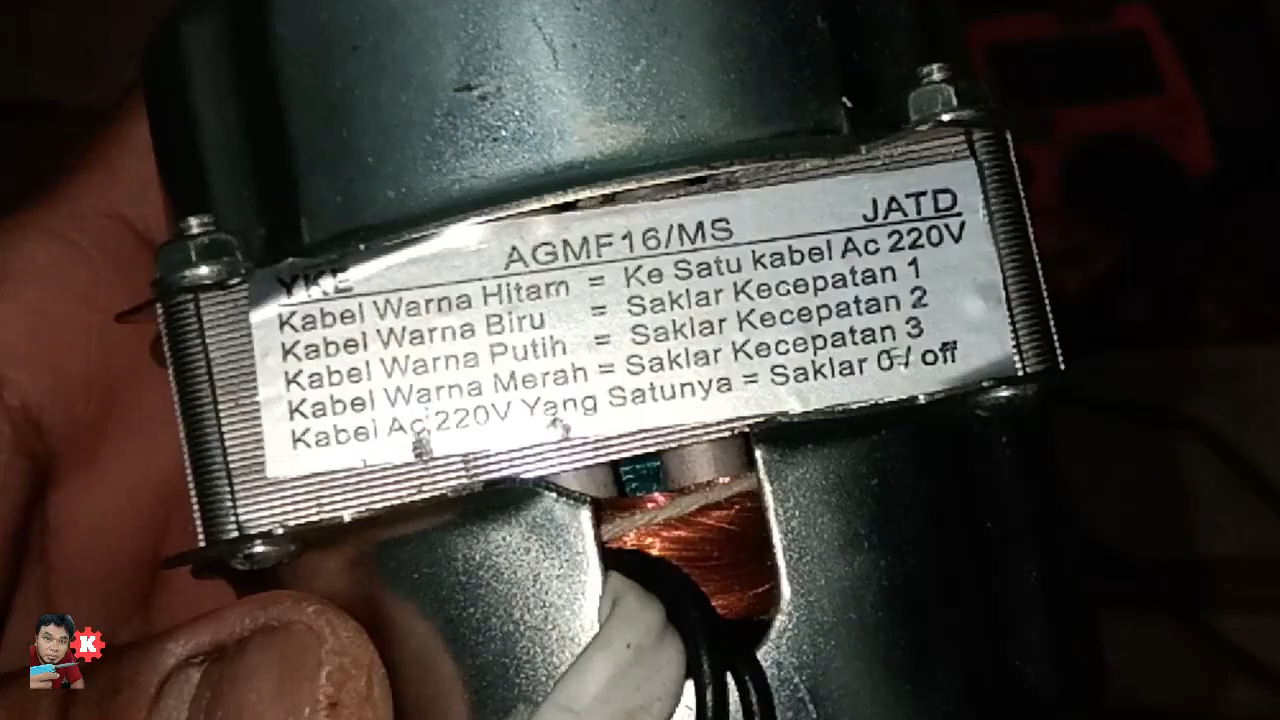 YKE AGMF16/MS JATD
Kabel Warna Hitam = Ke Satu kabel Ac 220V
Kabel Warna Biru = Saklar Kecepatan 1
Kabel Warna Putih = Saklar Kecepatan 2
Kabel Warna Merah = Saklar Kecepatan 3
Kabel Ac 220V Yang Satunya = Saklar 0 / off
K